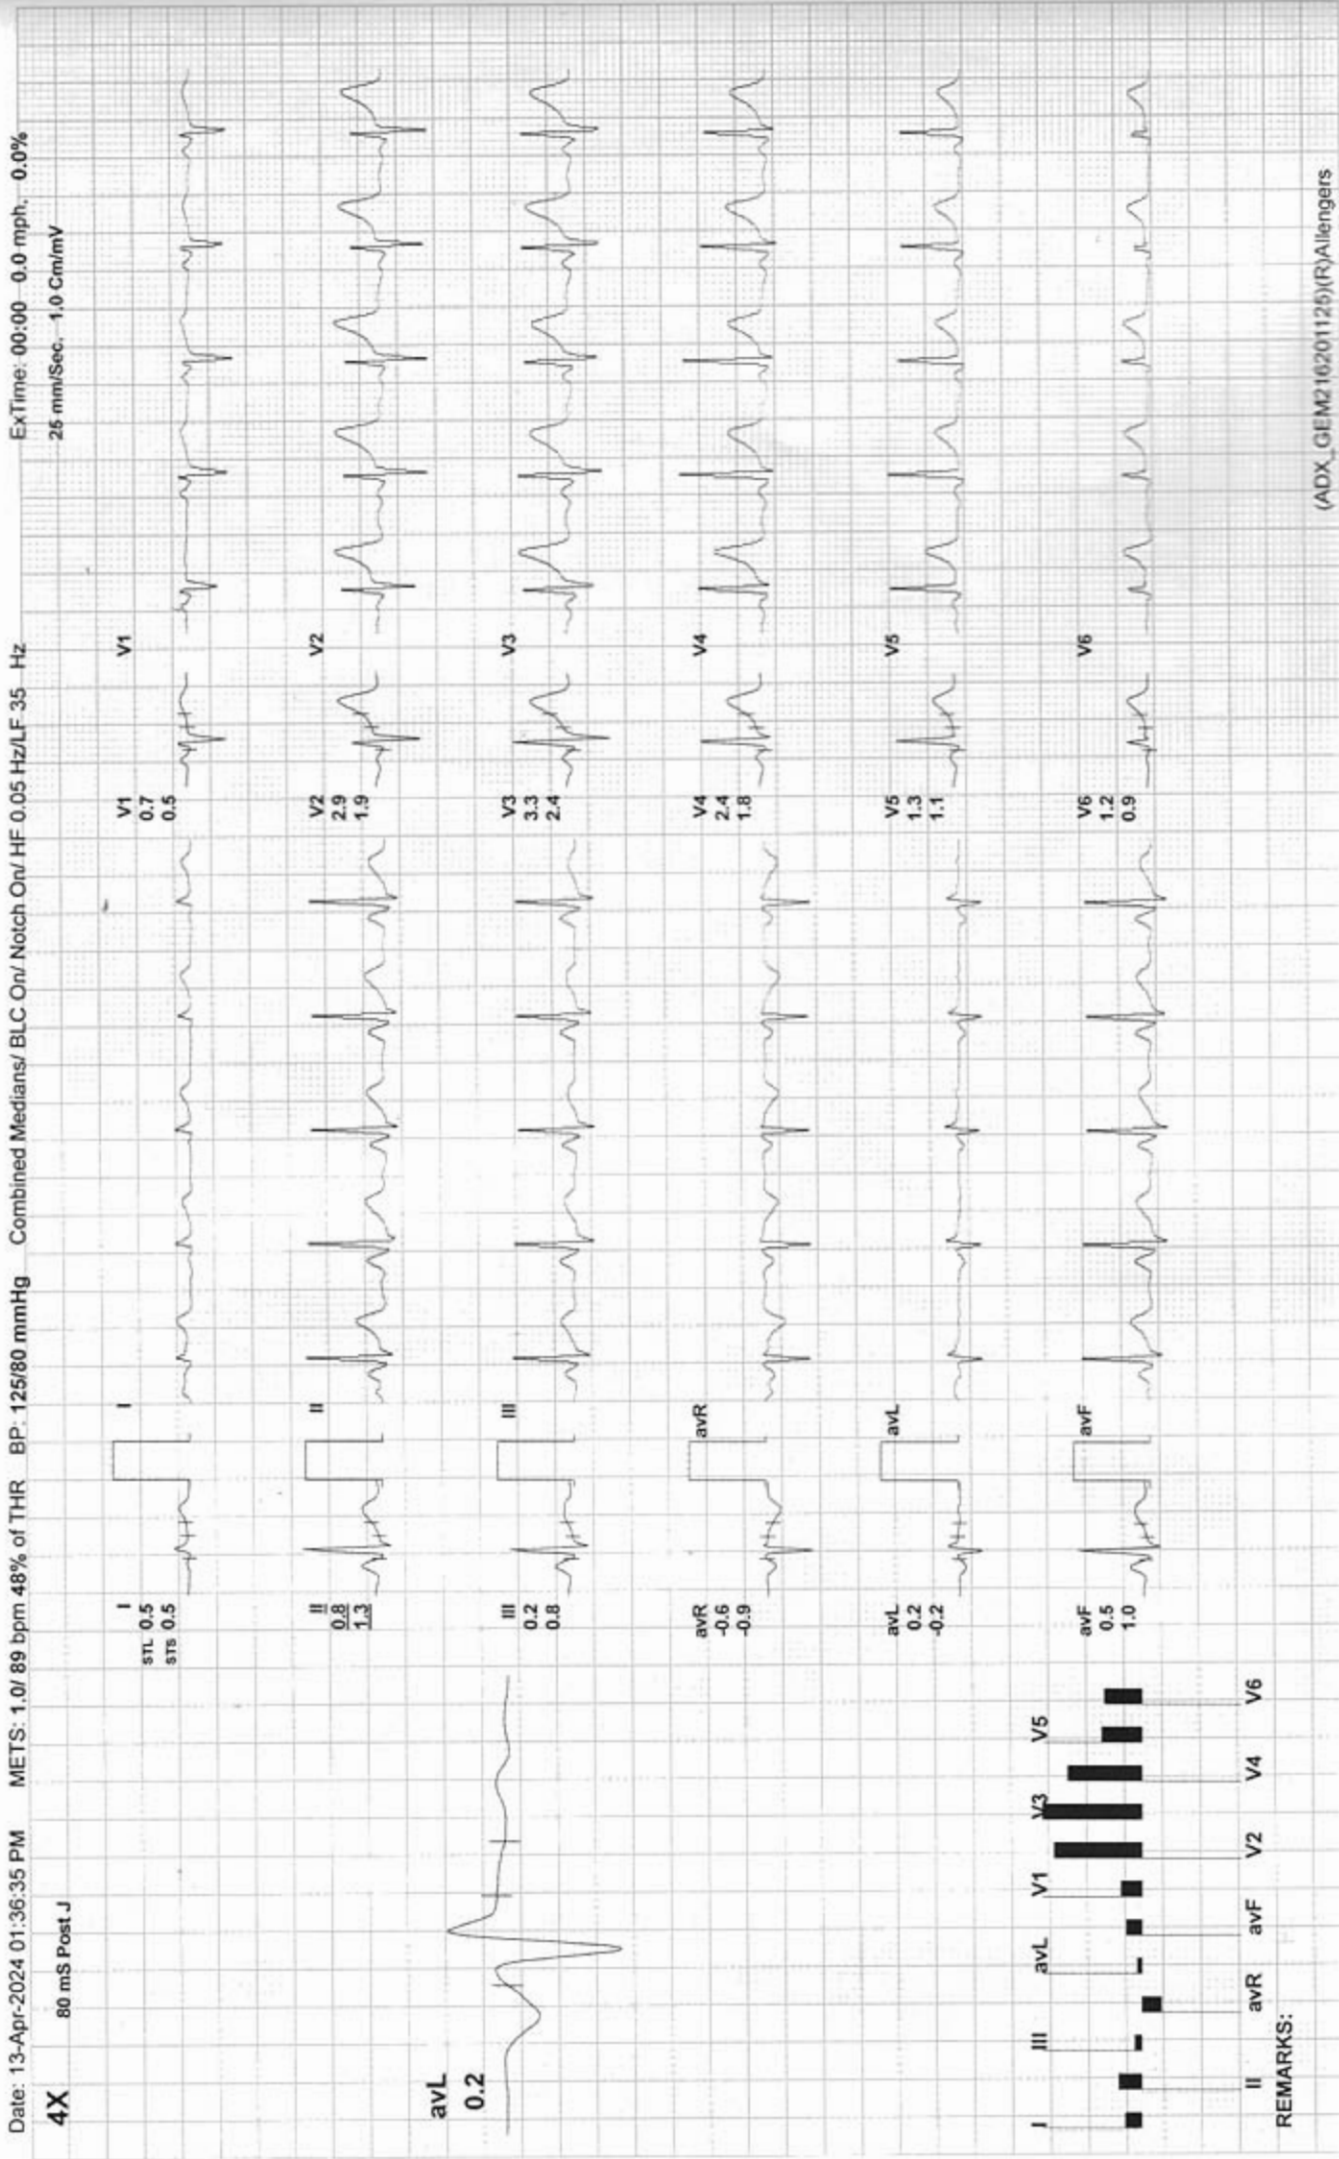 Date: 13-Apr-2024 01:36:35 PM METS: 1.0/ 89 bpm 48% of THR BP: 125/80 mmHg Combined Medians/ BLC On/ Notch On/ HF 0.05 Hz/LF 35 Hz ExTime: 00:00 0.0 mph, 0.0%
4X 80 mS Post J 25 mm/Sec. 1.0 Cm/mV
I
STL 0.5
STS 0.5
I
V1
0.7
0.5
V1
II
0.8
1.3
II
V2
2.9
1.9
V2
avL
0.2
III
0.2
0.8
III
V3
3.3
2.4
V3
avR
-0.6
-0.9
avR
V4
2.4
1.8
V4
avL
0.2
-0.2
avL
V5
1.3
1.1
V5
avF
0.5
1.0
avF
V6
1.2
0.9
V6
I III avL V1 V3 V5
II avR avF V2 V4 V6
REMARKS:
(ADX_GEM216201125)(R)Allengers